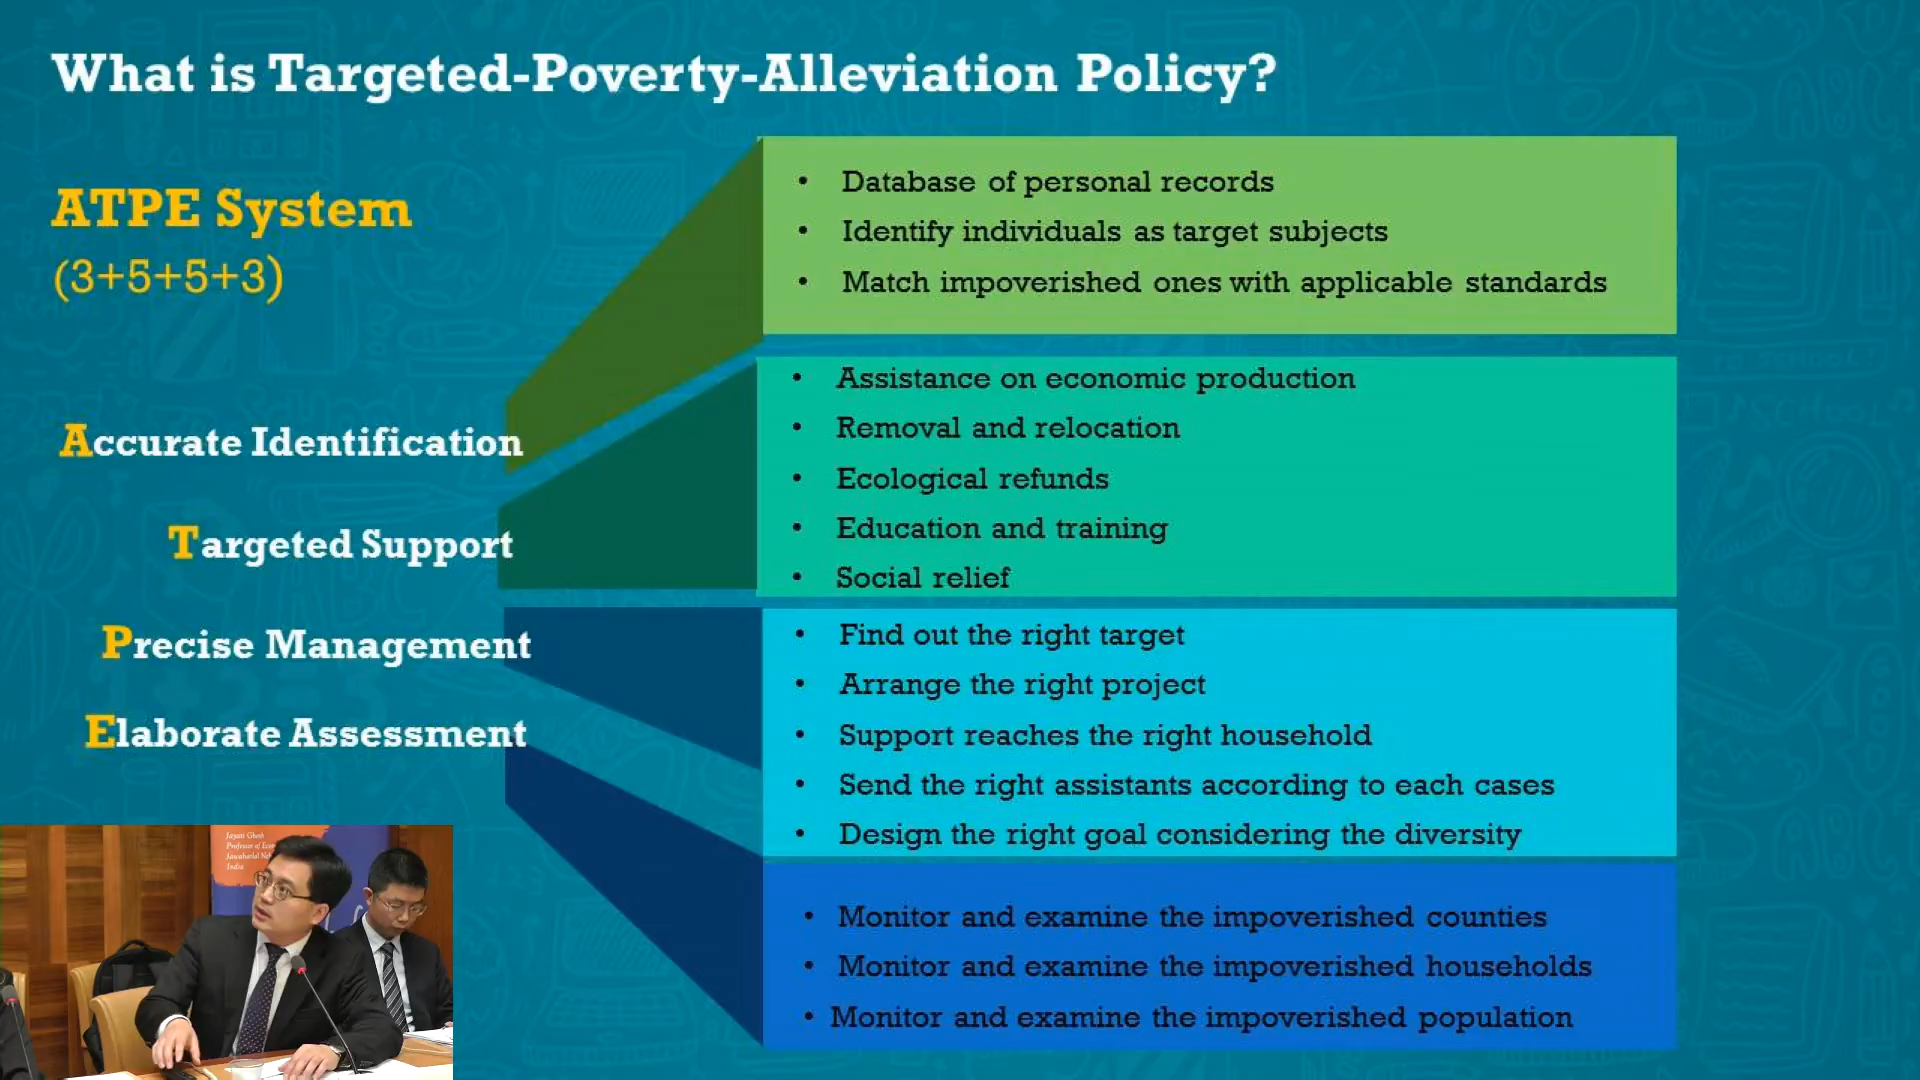 What is Targeted-Poverty-Alleviation Policy?
ATPE System
(3+5+5+3)
Accurate Identification
Targeted Support
Precise Management
Elaborate Assessment
• Database of personal records
• Identify individuals as target subjects
• Match impoverished ones with applicable standards
• Assistance on economic production
• Removal and relocation
• Ecological refunds
• Education and training
• Social relief
• Find out the right target
• Arrange the right project
• Support reaches the right household
• Send the right assistants according to each cases
• Design the right goal considering the diversity
• Monitor and examine the impoverished counties
• Monitor and examine the impoverished households
• Monitor and examine the impoverished population
Jayati Ghosh
Professor of
India